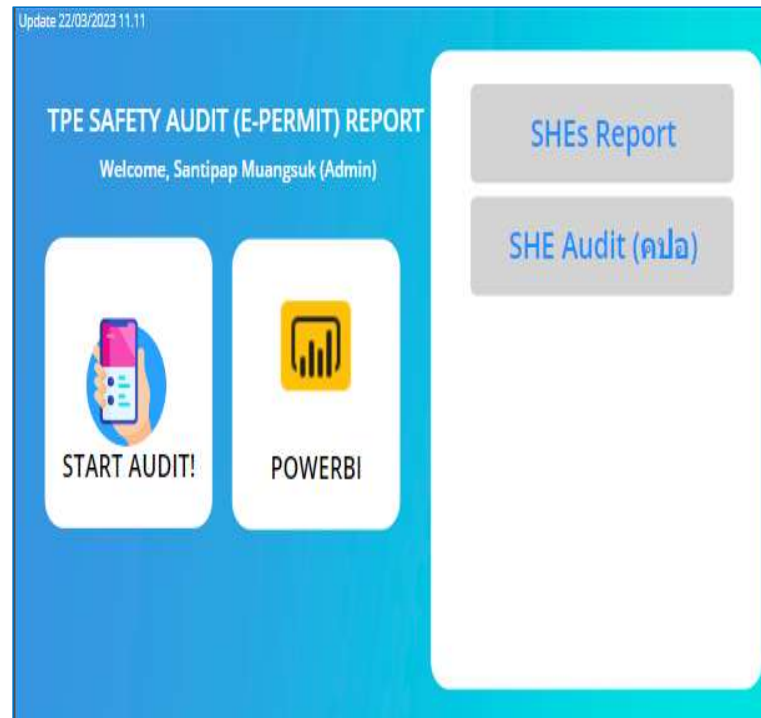 Update 22/03/2023 11.11
TPE SAFETY AUDIT (E-PERMIT) REPORT
Welcome, Santipap Muangsuk (Admin)
START AUDIT!
POWERBI
SHEs Report
SHE Audit (คปอ)